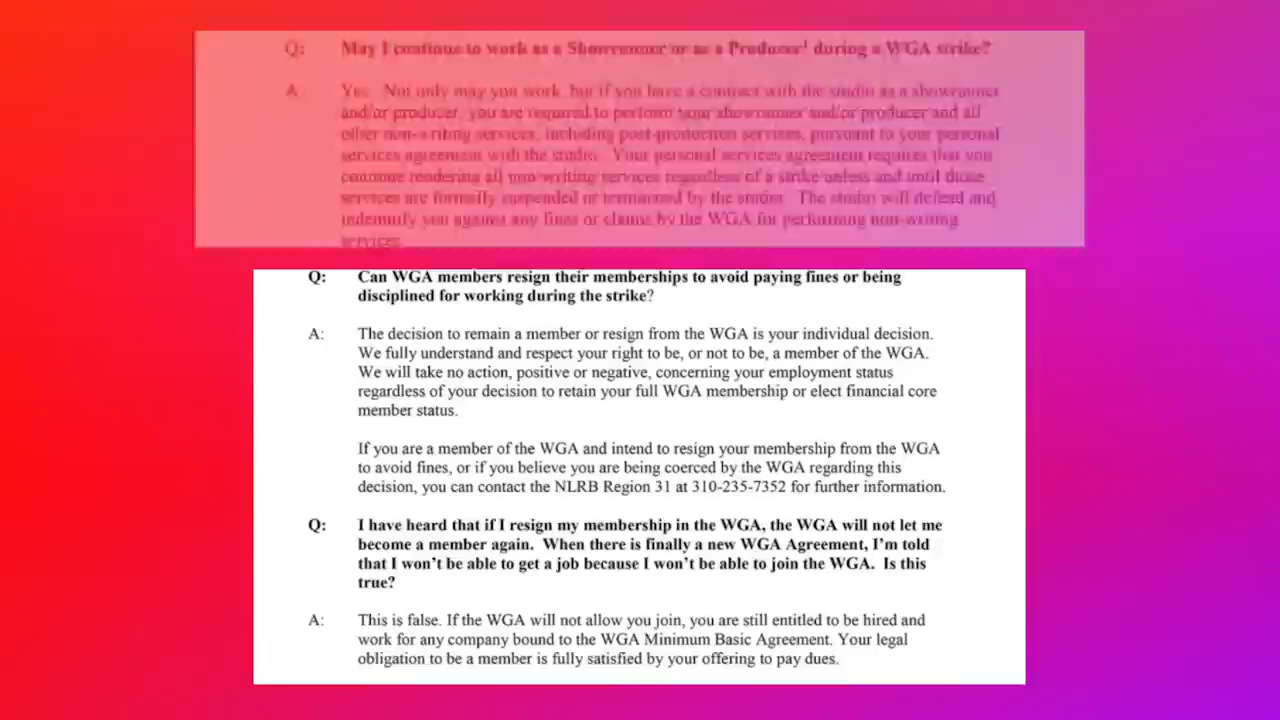 Q: May I continue to work as a Showrunner or as a Producer¹ during a WGA strike?
A: Yes. Not only may you work, but if you have a contract with the studio as a showrunner
and/or producer, you are required to perform your showrunner and/or producer and all
other non-writing services, including post-production services, pursuant to your personal
services agreement with the studio. Your personal services agreement requires that you
continue rendering all non-writing services regardless of a strike unless and until those
services are formally suspended or terminated by the studio. The studio will defend and
indemnify you against any fines or claims by the WGA for performing non-writing
services.
Q: Can WGA members resign their memberships to avoid paying fines or being
disciplined for working during the strike?
A: The decision to remain a member or resign from the WGA is your individual decision.
We fully understand and respect your right to be, or not to be, a member of the WGA.
We will take no action, positive or negative, concerning your employment status
regardless of your decision to retain your full WGA membership or elect financial core
member status.
If you are a member of the WGA and intend to resign your membership from the WGA
to avoid fines, or if you believe you are being coerced by the WGA regarding this
decision, you can contact the NLRB Region 31 at 310-235-7352 for further information.
Q: I have heard that if I resign my membership in the WGA, the WGA will not let me
become a member again. When there is finally a new WGA Agreement, I'm told
that I won't be able to get a job because I won't be able to join the WGA. Is this
true?
A: This is false. If the WGA will not allow you join, you are still entitled to be hired and
work for any company bound to the WGA Minimum Basic Agreement. Your legal
obligation to be a member is fully satisfied by your offering to pay dues.